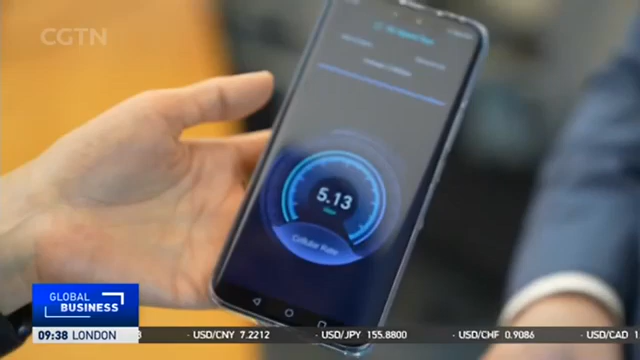 CGTN
5.13
Cellular Rate
GLOBAL
BUSINESS
09:38 LONDON
USD/CNY 7.2212 USD/JPY 155.8800 USD/CHF 0.9086 USD/CAD 1